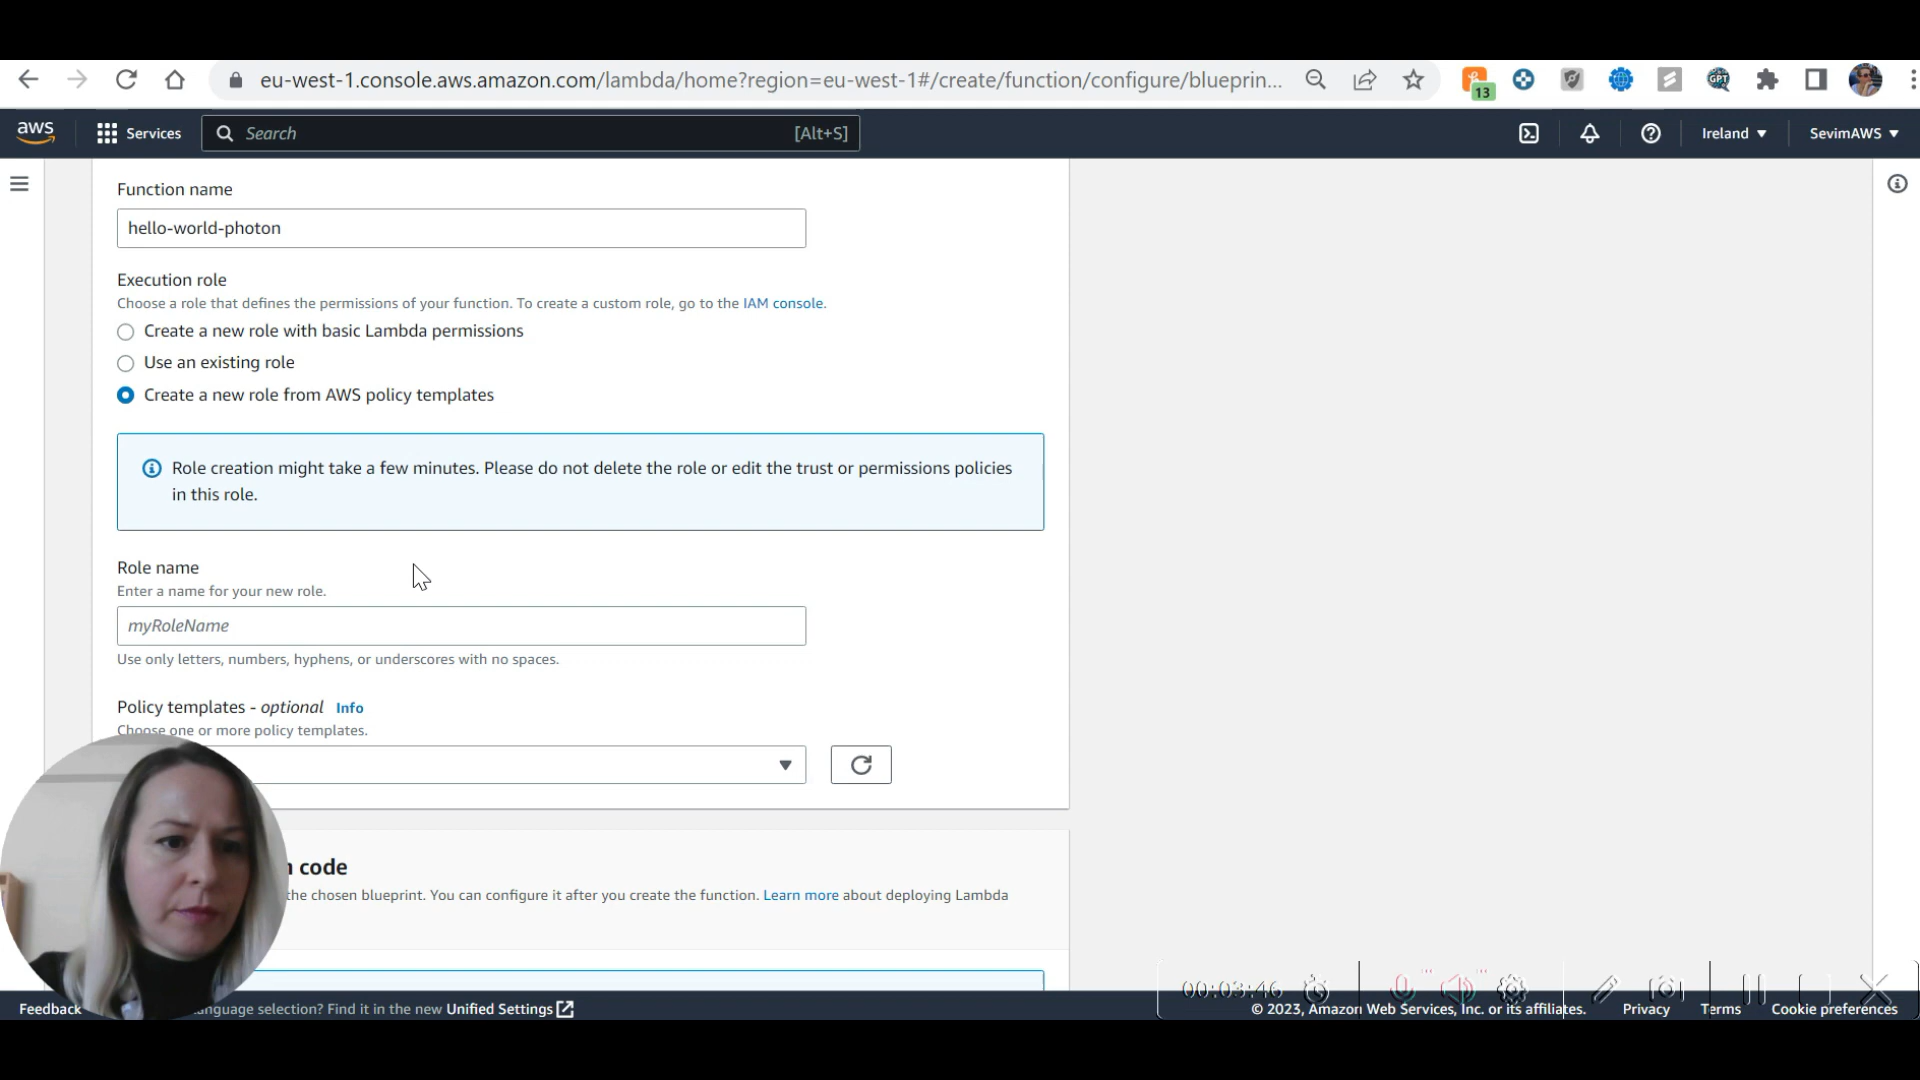 eu-west-1.console.aws.amazon.com/lambda/home?region=eu-west-1#/create/function/configure/blueprin...
13
GPT
aws
Services
Search
[Alt+S]
Ireland
SevimAWS
Function name
hello-world-photon
Execution role
Choose a role that defines the permissions of your function. To create a custom role, go to the IAM console.
Create a new role with basic Lambda permissions
Use an existing role
Create a new role from AWS policy templates
Role creation might take a few minutes. Please do not delete the role or edit the trust or permissions policies
in this role.
Role name
Enter a name for your new role.
myRoleName
Use only letters, numbers, hyphens, or underscores with no spaces.
Policy templates - optional Info
Choose one or more policy templates.
code
the chosen blueprint. You can configure it after you create the function. Learn more about deploying Lambda
00:03:46
Feedback
language selection? Find it in the new Unified Settings
© 2023, Amazon Web Services, Inc. or its affiliates.
Privacy
Terms
Cookie preferences